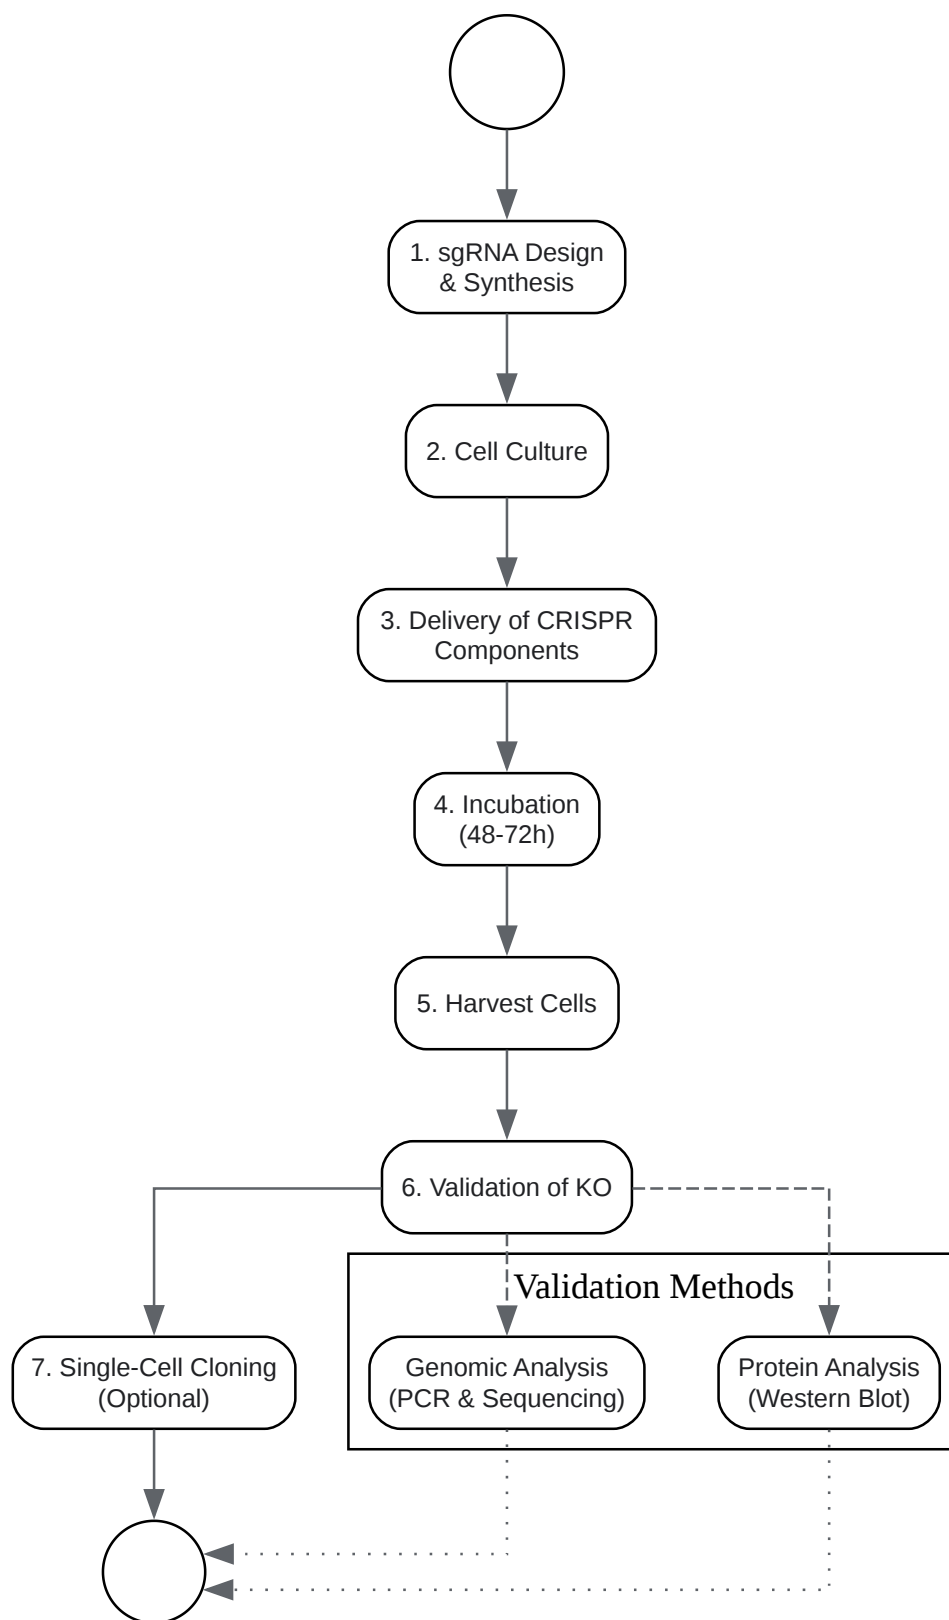 1. sgRNA Design
& Synthesis
2. Cell Culture
3. Delivery of CRISPR
Components
4. Incubation
(48-72h)
5. Harvest Cells
6. Validation of KO
Validation Methods
7. Single-Cell Cloning
(Optional)
Genomic Analysis
(PCR & Sequencing)
Protein Analysis
(Western Blot)